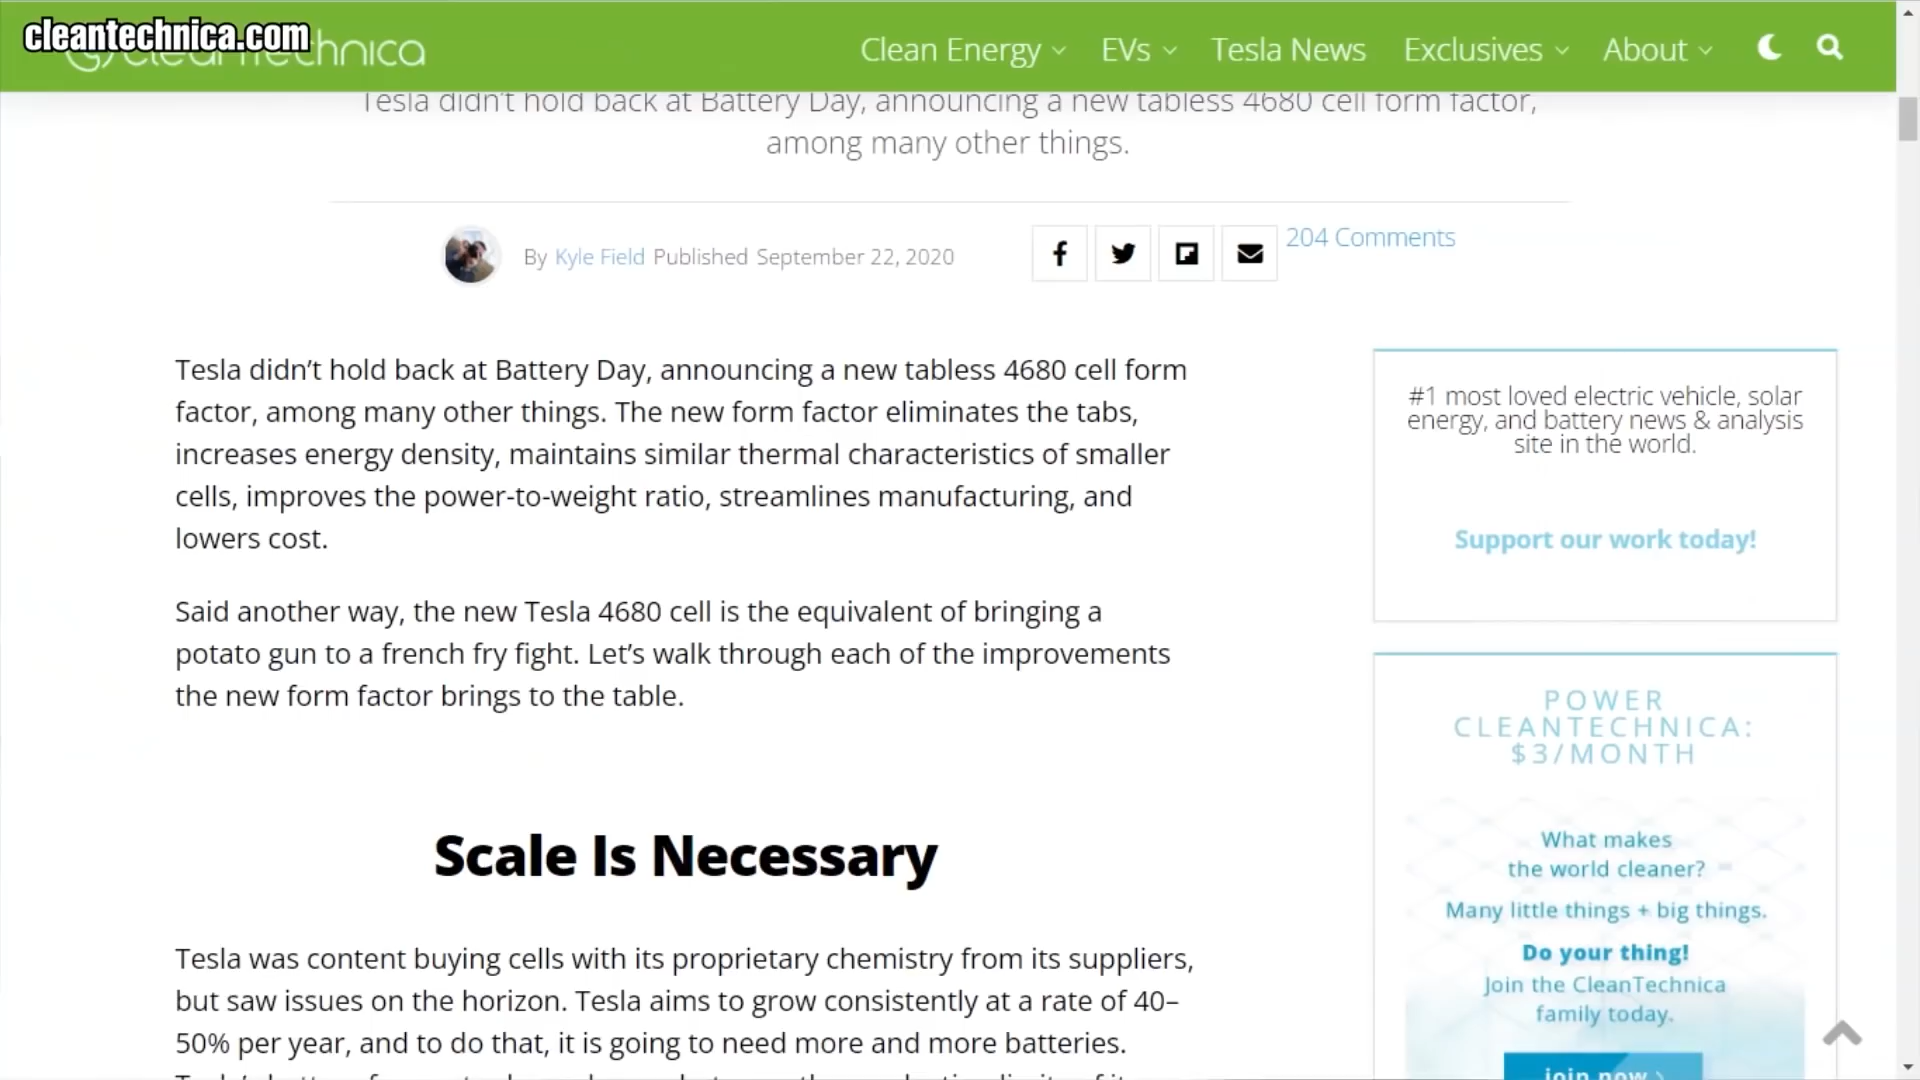 cleantechnica.com
CleanTechnica
Clean Energy
EVs
Tesla News
Exclusives
About
Tesla didn't hold back at Battery Day, announcing a new tabless 4680 cell form factor,
among many other things.
By Kyle Field Published September 22, 2020
204 Comments
Tesla didn’t hold back at Battery Day, announcing a new tabless 4680 cell form
factor, among many other things. The new form factor eliminates the tabs,
increases energy density, maintains similar thermal characteristics of smaller
cells, improves the power-to-weight ratio, streamlines manufacturing, and
lowers cost.
Said another way, the new Tesla 4680 cell is the equivalent of bringing a
potato gun to a french fry fight. Let’s walk through each of the improvements
the new form factor brings to the table.
Scale Is Necessary
Tesla was content buying cells with its proprietary chemistry from its suppliers,
but saw issues on the horizon. Tesla aims to grow consistently at a rate of 40–
50% per year, and to do that, it is going to need more and more batteries.
#1 most loved electric vehicle, solar
energy, and battery news & analysis
site in the world.
Support our work today!
POWER
CLEANTECHNICA:
$3/MONTH
What makes
the world cleaner?
Many little things + big things.
Do your thing!
Join the CleanTechnica
family today.
join now >